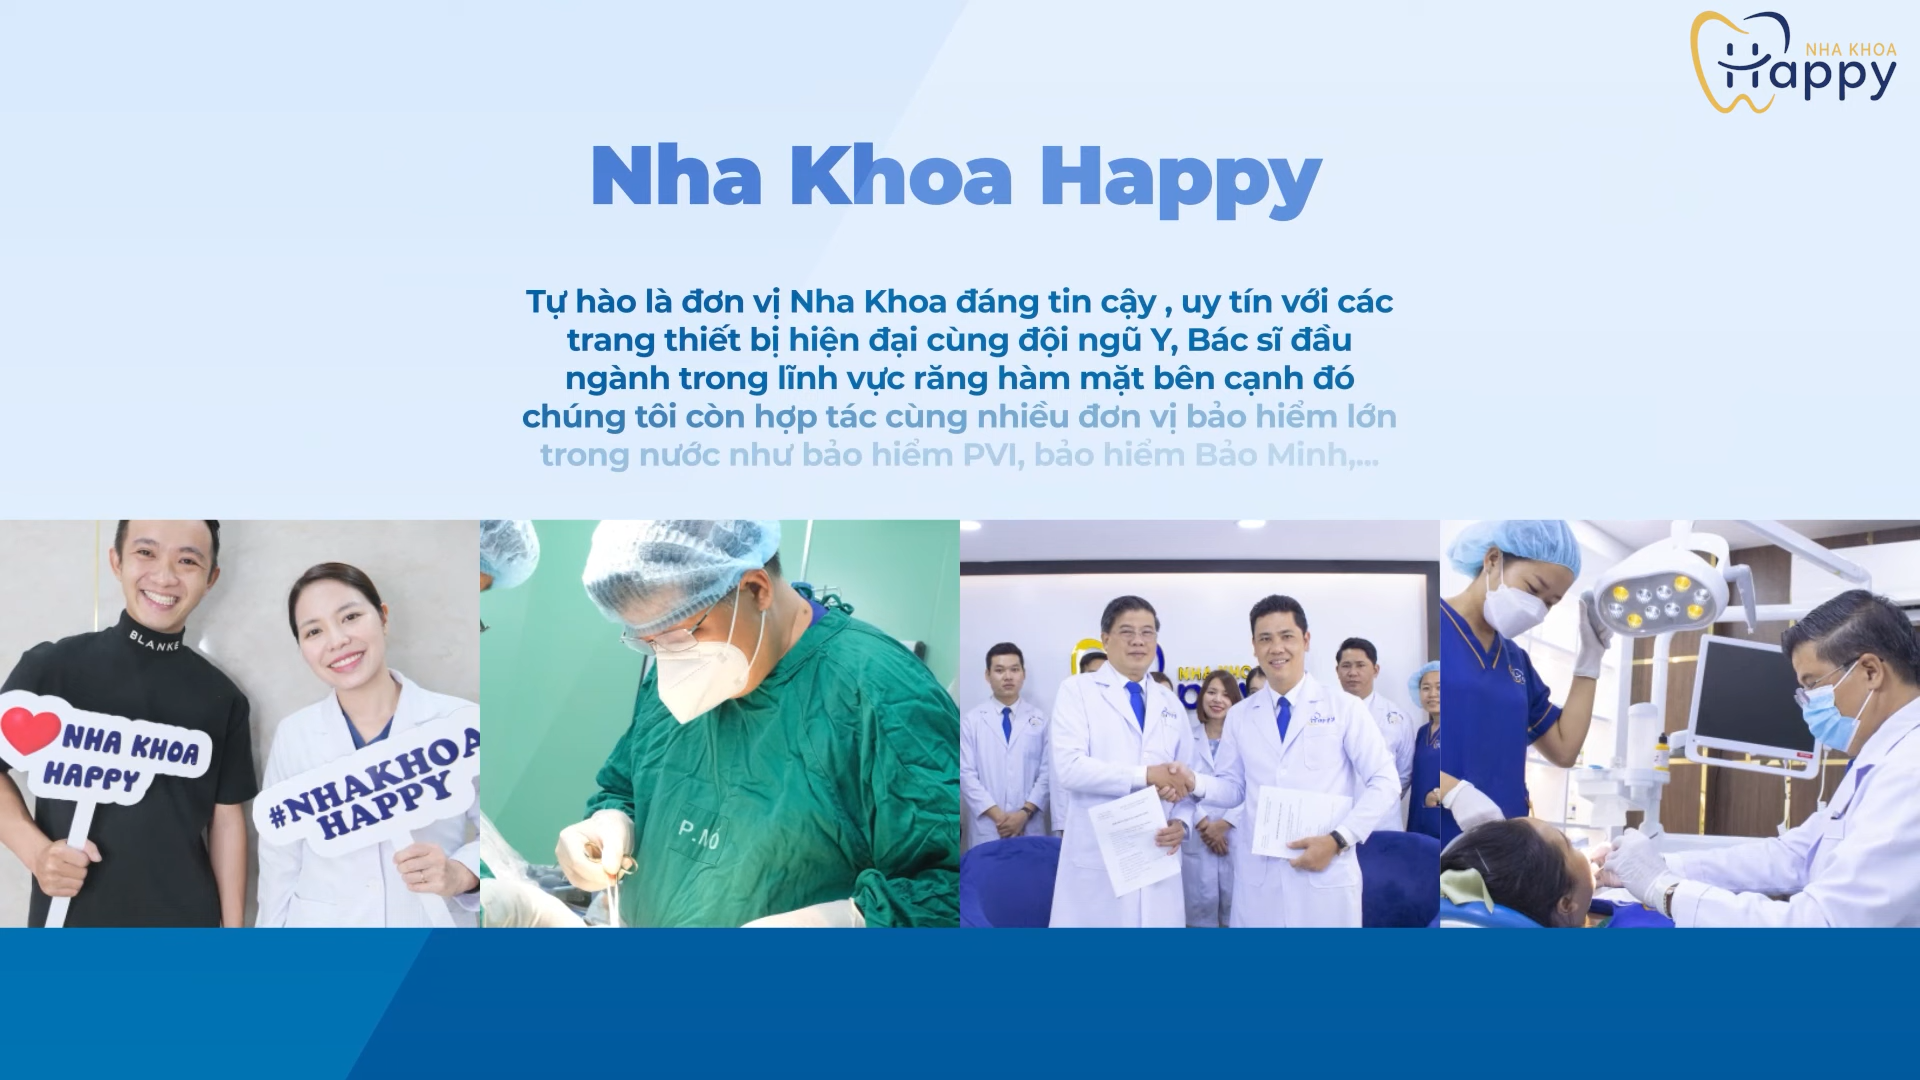 NHA KHOA
Happy
Nha Khoa Happy
Tự hào là đơn vị Nha Khoa đáng tin cậy , uy tín với các
trang thiết bị hiện đại cùng đội ngũ Y, Bác sĩ đầu
ngành trong lĩnh vực răng hàm mặt bên cạnh đó
chúng tôi còn hợp tác cùng nhiều đơn vị bảo hiểm lớn
trong nước như bảo hiểm PVI, bảo hiểm Bảo Minh,...
BLANKE
NHA KHOA
HAPPY
#NHAKHOA
HAPPY
P.MỔ
NHA KHO